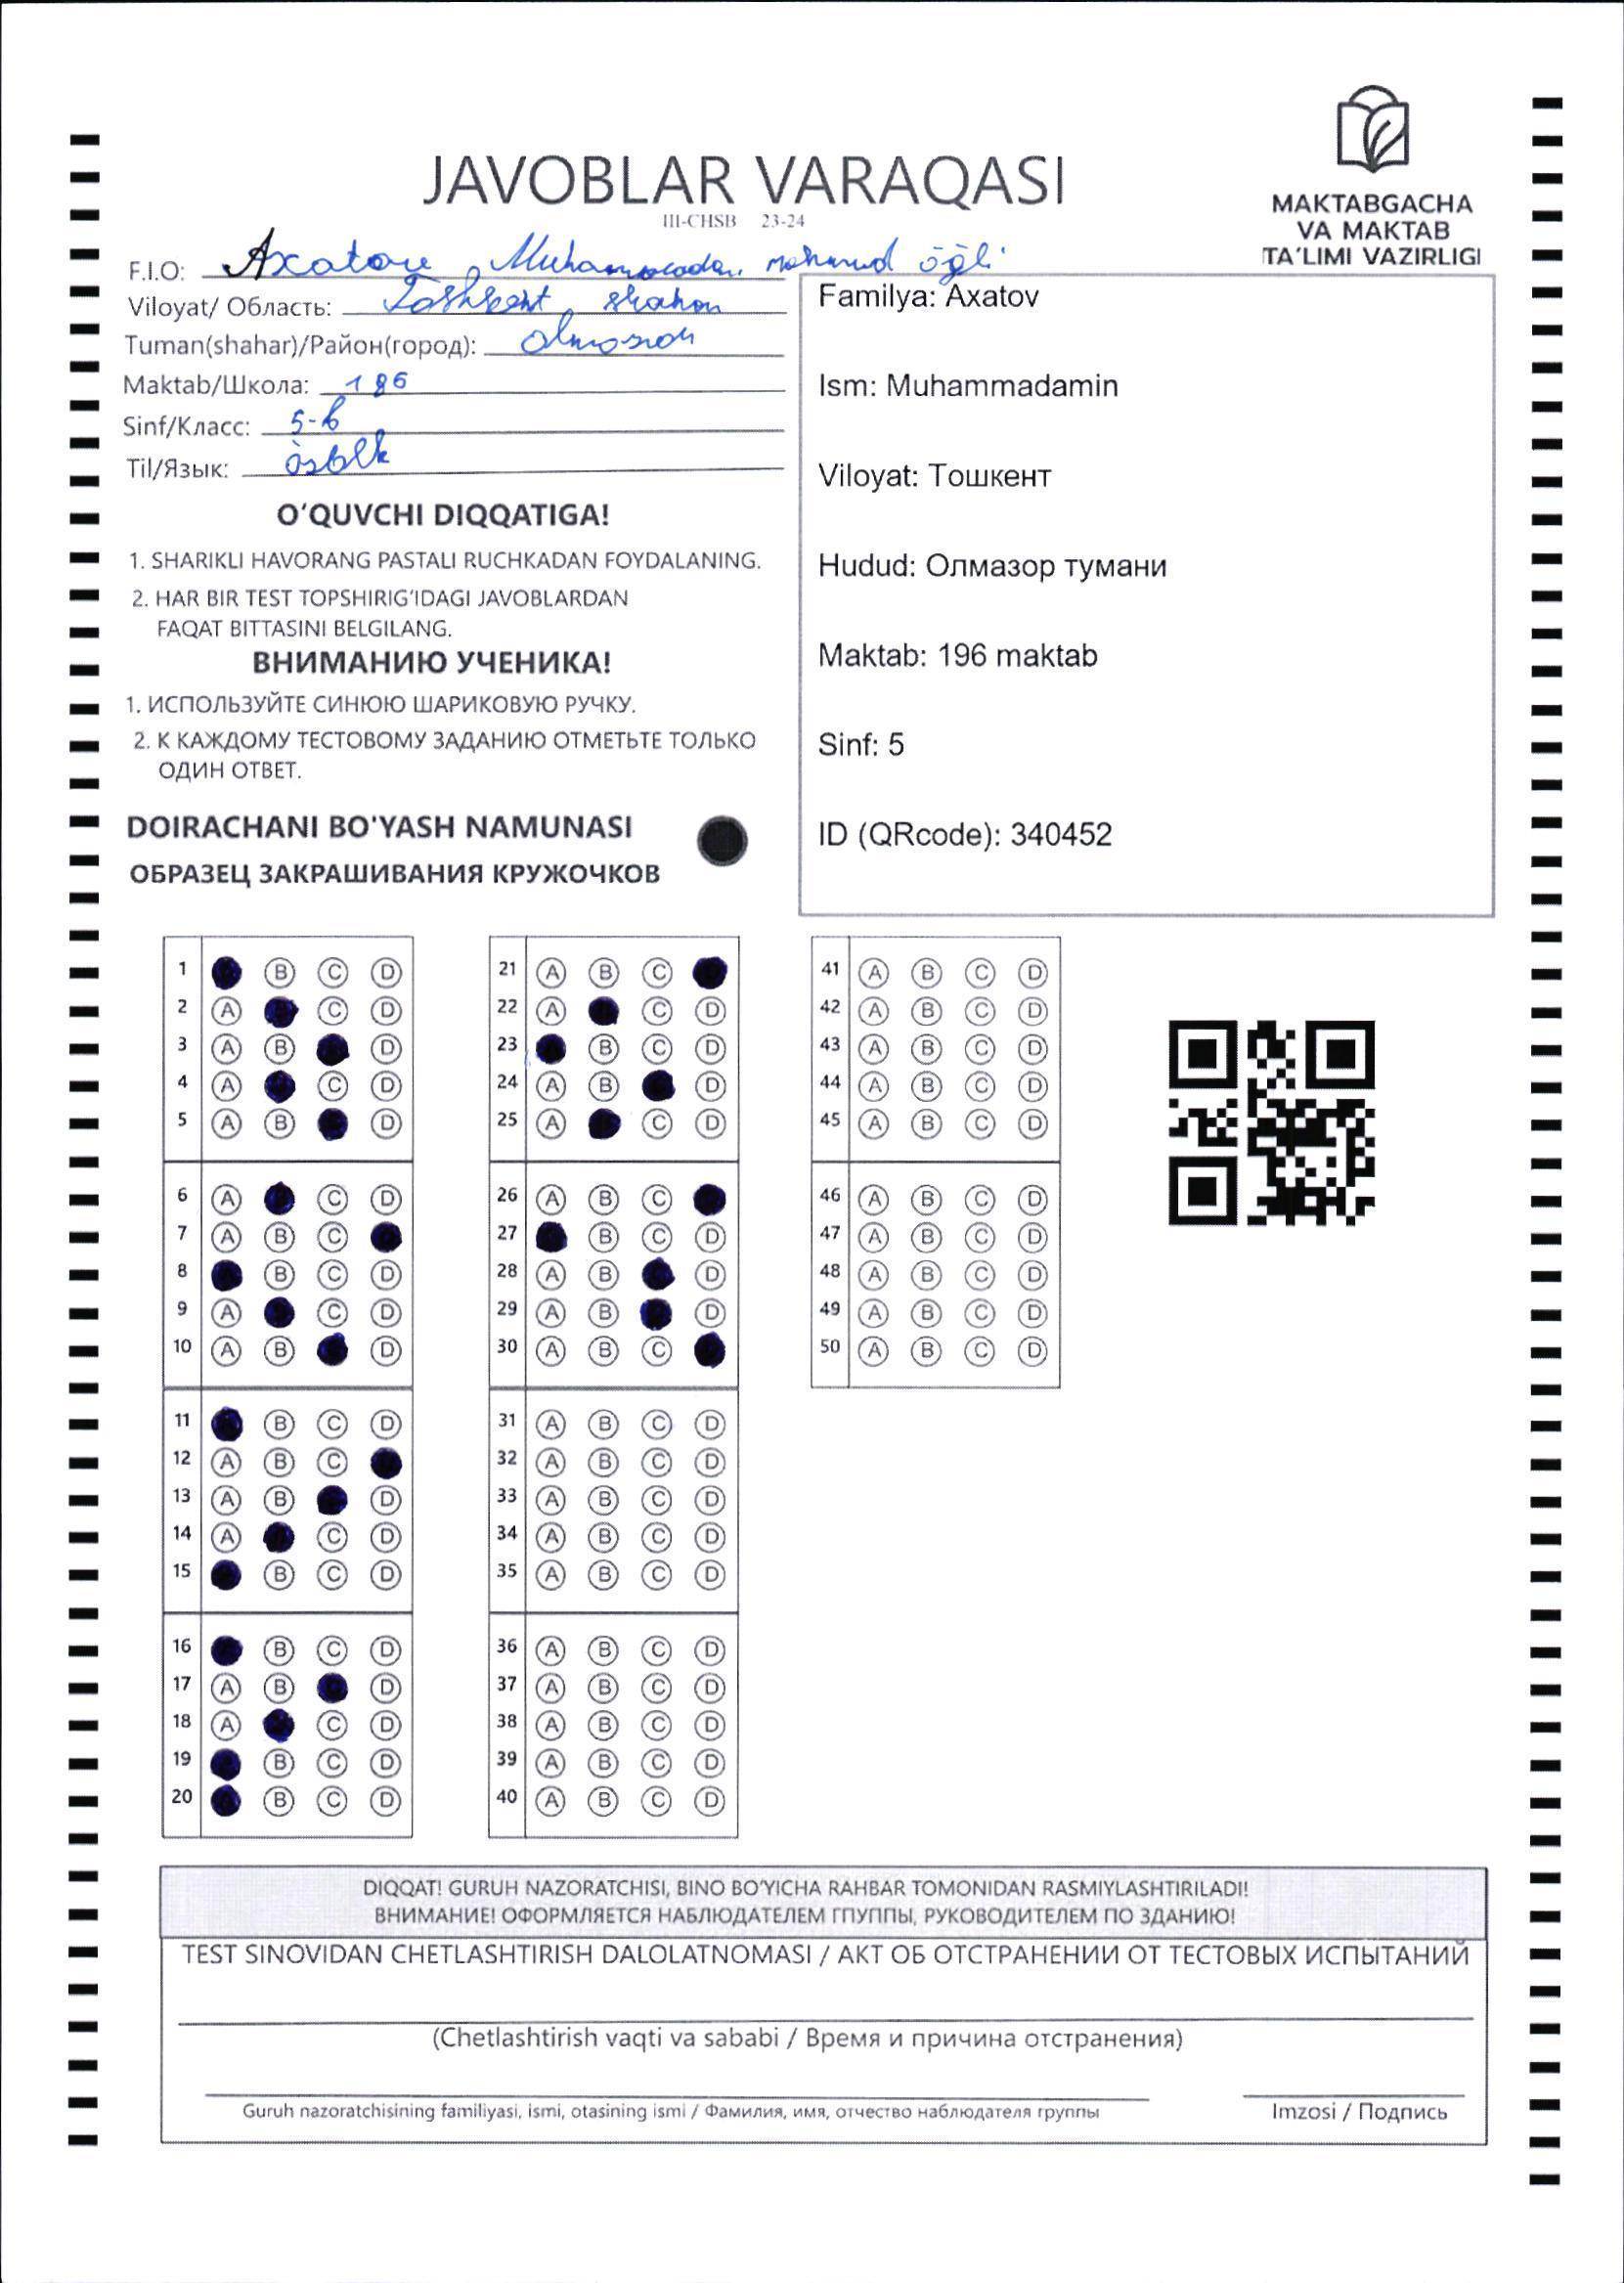 JAVOBLAR VARAQASI
III-CHSB 23-24
MAKTABGACHA
VA MAKTAB
TA'LIMI VAZIRLIGI
F.I.O: Axatov Muhammadam mahmud o'g'li
Viloyat/ Область: Toshkent shahar
Tuman(shahar)/Район(город): Olmazor
Maktab/Школа: 186
Sinf/Класс: 5-b
Til/Язык:
Familya: Axatov
Ism: Muhammadamin
Viloyat: Тошкент
Hudud: Олмазор тумани
Maktab: 196 maktab
Sinf: 5
ID (QRcode): 340452
O'QUVCHI DIQQATIGA!
1. SHARIKLI HAVORANG PASTALI RUCHKADAN FOYDALANING.
2. HAR BIR TEST TOPSHIRIG'IDAGI JAVOBLARDAN
FAQAT BITTASINI BELGILANG.
ВНИМАНИЮ УЧЕНИКА!
1. ИСПОЛЬЗУЙТЕ СИНЮЮ ШАРИКОВУЮ РУЧКУ.
2. К КАЖДОМУ ТЕСТОВОМУ ЗАДАНИЮ ОТМЕТЬТЕ ТОЛЬКО
ОДИН ОТВЕТ.
DOIRACHANI BO'YASH NAMUNASI
ОБРАЗЕЦ ЗАКРАШИВАНИЯ КРУЖОЧКОВ
1 B C D
2 A C D
3 A B D
4 A C D
5 A B D
6 A C D
7 A B C
8 B C D
9 A C D
10 A B D
11 B C D
12 A B C
13 A B D
14 A C D
15 B C D
16 B C D
17 A B D
18 A C D
19 B C D
20 B C D
21 A B C
22 A C D
23 B C D
24 A B D
25 A C D
26 A B C
27 B C D
28 A B D
29 A B D
30 A B C
31 A B C D
32 A B C D
33 A B C D
34 A B C D
35 A B C D
36 A B C D
37 A B C D
38 A B C D
39 A B C D
40 A B C D
41 A B C D
42 A B C D
43 A B C D
44 A B C D
45 A B C D
46 A B C D
47 A B C D
48 A B C D
49 A B C D
50 A B C D
DIQQAT! GURUH NAZORATCHISI, BINO BO'YICHA RAHBAR TOMONIDAN RASMIYLASHTIRILADI!
ВНИМАНИЕ! ОФОРМЛЯЕТСЯ НАБЛЮДАТЕЛЕМ ГПУППЫ, РУКОВОДИТЕЛЕМ ПО ЗДАНИЮ!
TEST SINOVIDAN CHETLASHTIRISH DALOLATNOMASI / АКТ ОБ ОТСТРАНЕНИИ ОТ ТЕСТОВЫХ ИСПЫТАНИЙ
(Chetlashtirish vaqti va sababi / Время и причина отстранения)
Guruh nazoratchisining familiyasi, ismi, otasining ismi / Фамилия, имя, отчество наблюдателя группы
Imzosi / Подпись